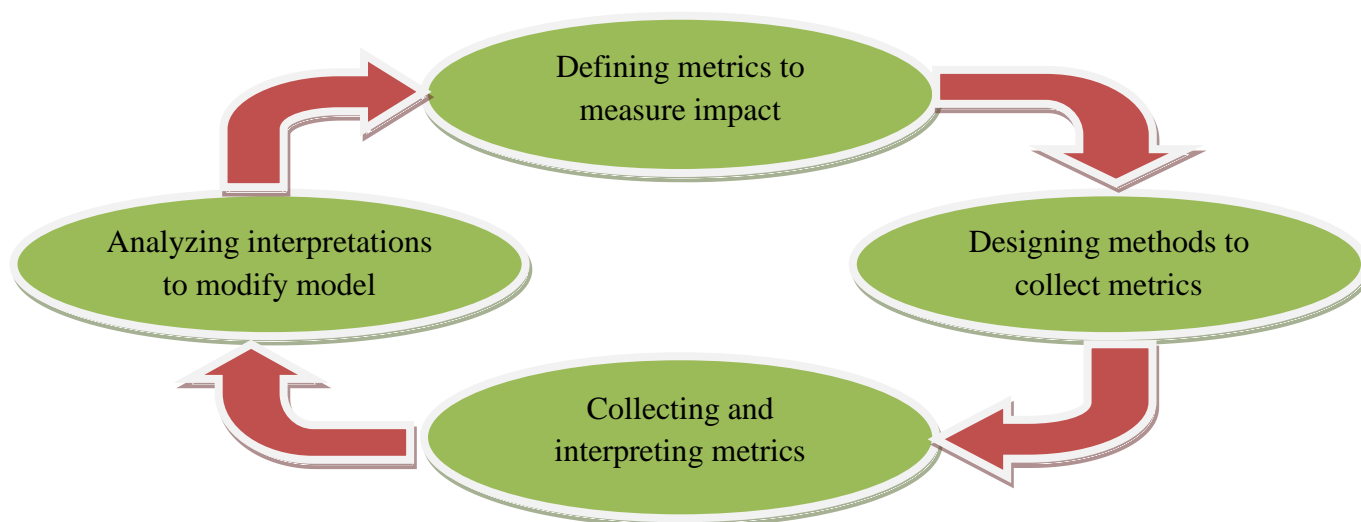 Defining metrics to
measure impact
Designing methods to
collect metrics
Collecting and
interpreting metrics
Analyzing interpretations
to modify model